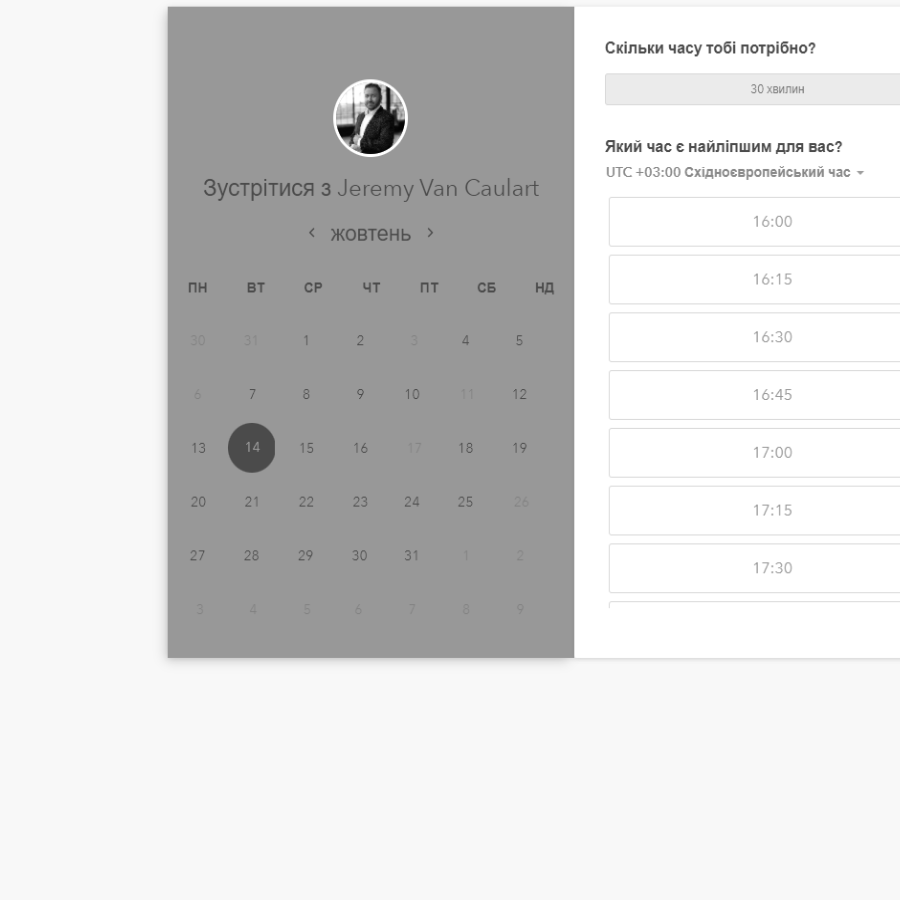 Зустрітися з Jeremy Van Caulart
жовтень
ПН ВТ СР ЧТ ПТ СБ НД
30 31 1 2 3 4 5
6 7 8 9 10 11 12
13 14 15 16 17 18 19
20 21 22 23 24 25 26
27 28 29 30 31 1 2
3 4 5 6 7 8 9
Скільки часу тобі потрібно?
30 хвилин
Який час є найліпшим для вас?
UTC +03:00 Східноєвропейський час
16:00
16:15
16:30
16:45
17:00
17:15
17:30